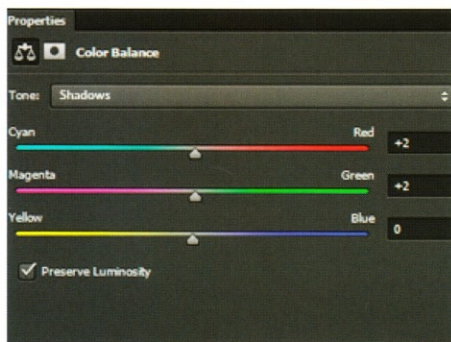 Properties
Color Balance
Tone: Shadows
Cyan Red +2
Magenta Green +2
Yellow Blue 0
Preserve Luminosity